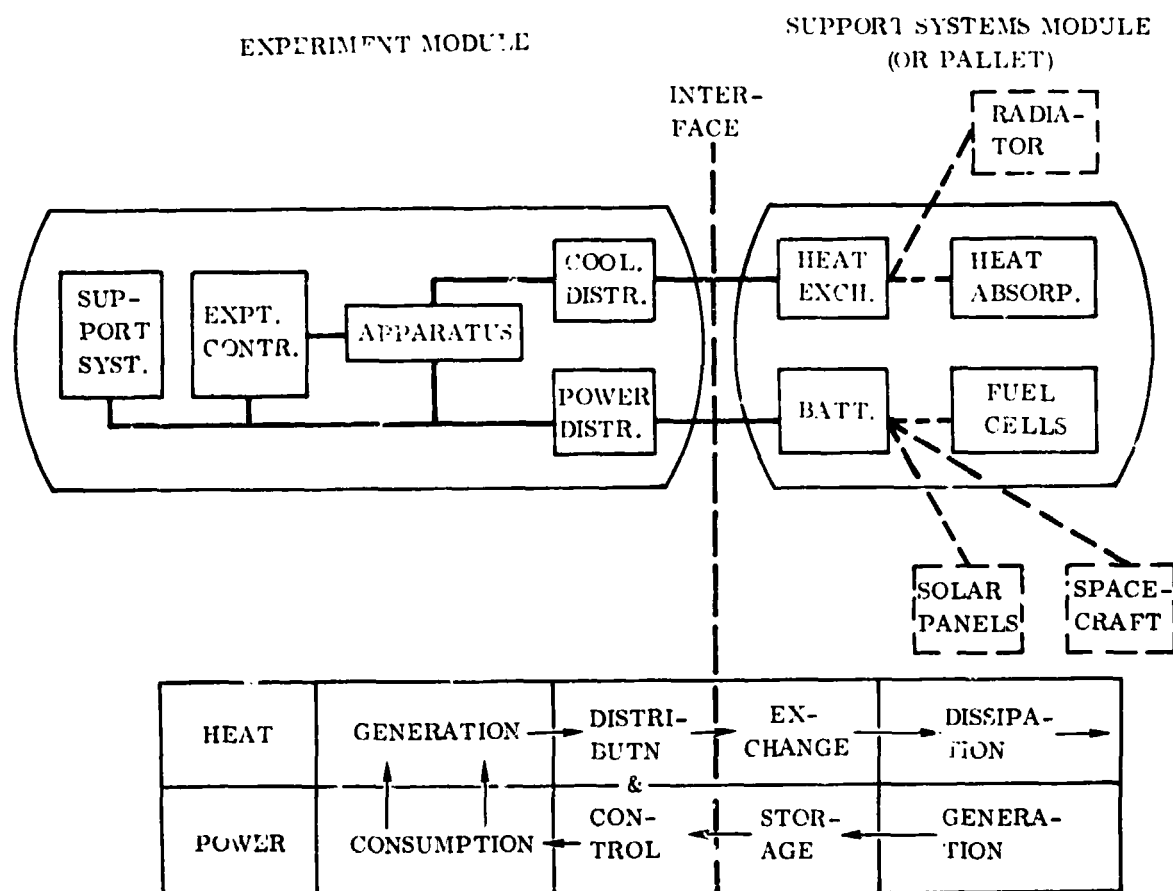 EXPERIMENT MODULE
SUPPORT SYSTEMS MODULE
(OR PALLET)
INTER-
FACE
RADIA-
TOR
SUP-
PORT
SYST.
EXPT.
CONTR.
APPARATUS
COOL.
DISTR.
POWER
DISTR.
HEAT
EXCH.
HEAT
ABSORP.
BATT.
FUEL
CELLS
SOLAR
PANELS
SPACE-
CRAFT
HEAT
GENERATION
DISTRI-
BUTN
&
EX-
CHANGE
DISSIPA-
TION
POWER
CONSUMPTION
CON-
TROL
STOR-
AGE
GENERA-
TION